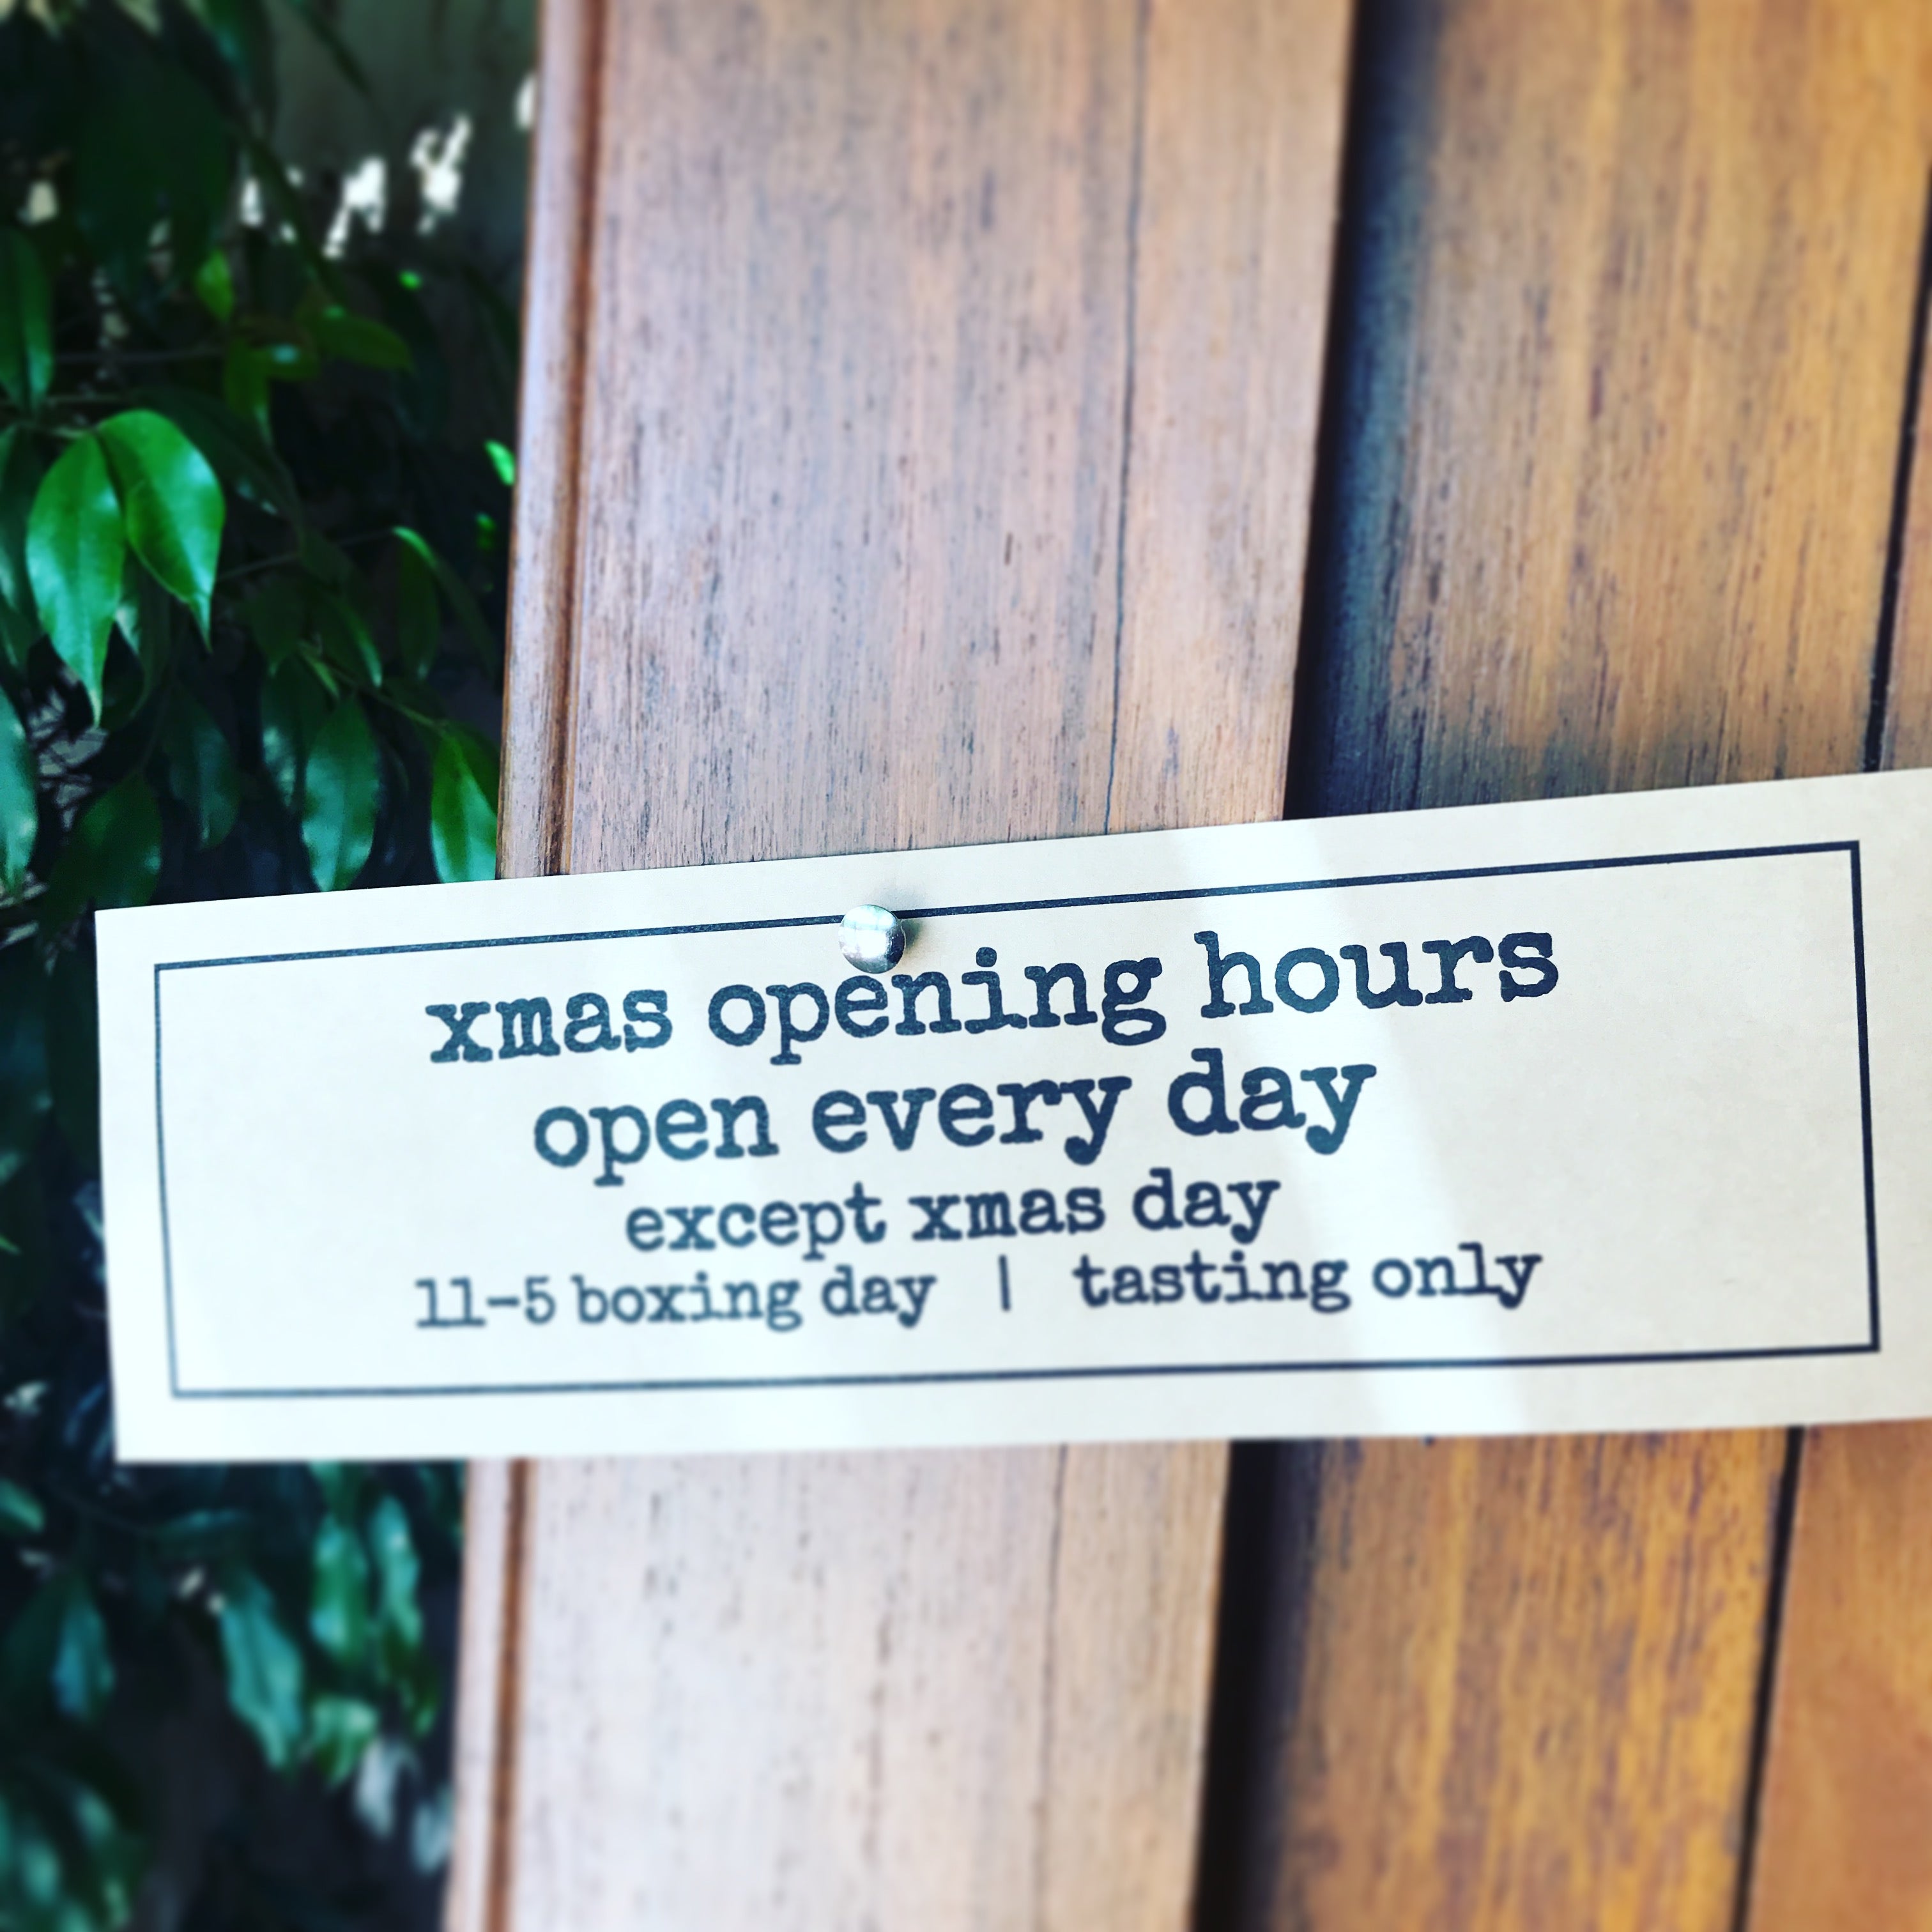 xmas opening hours
open every day
except xmas day
11-5 boxing day | tasting only